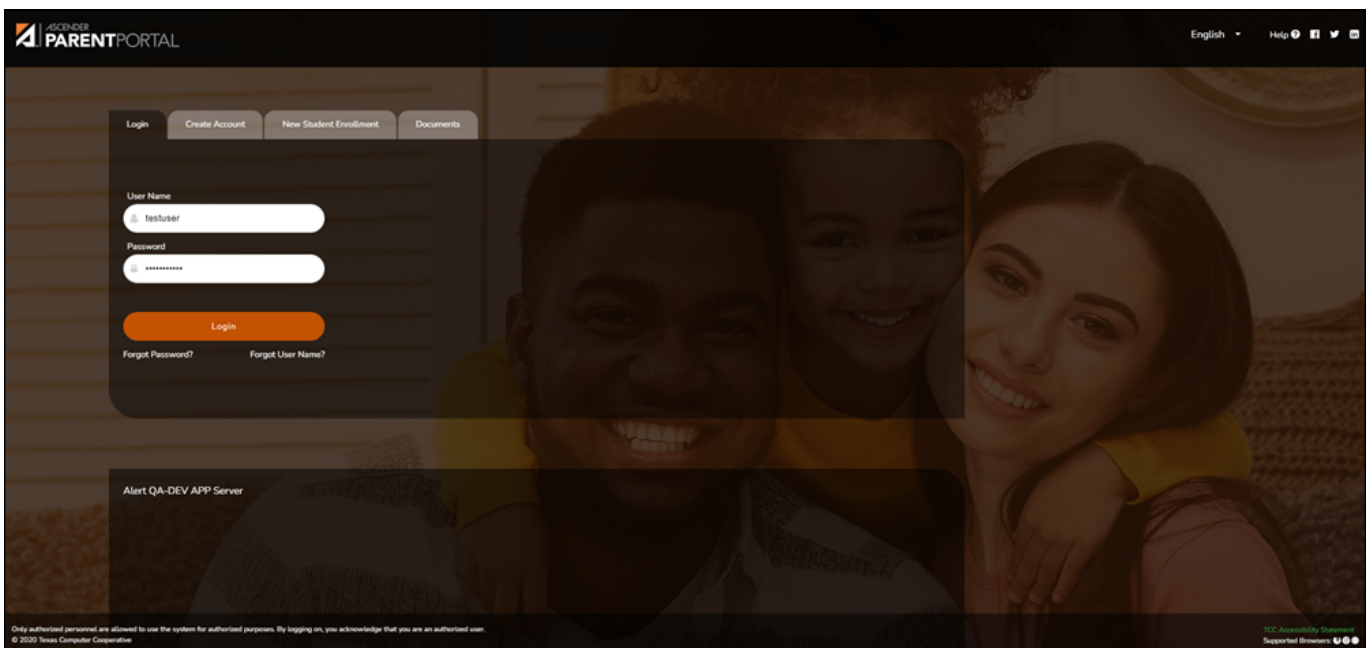 ASCENDER
PARENTPORTAL
English
Help
Login
Create Account
New Student Enrollment
Documents
User Name
testuser
Password
Login
Forgot Password?
Forgot User Name?
Alert QA-DEV APP Server
Only authorized personnel are allowed to use the system for authorized purposes. By logging on, you acknowledge that you are an authorized user.
© 2020 Texas Computer Cooperative
TCC Accessibility Statement
Supported Browsers: